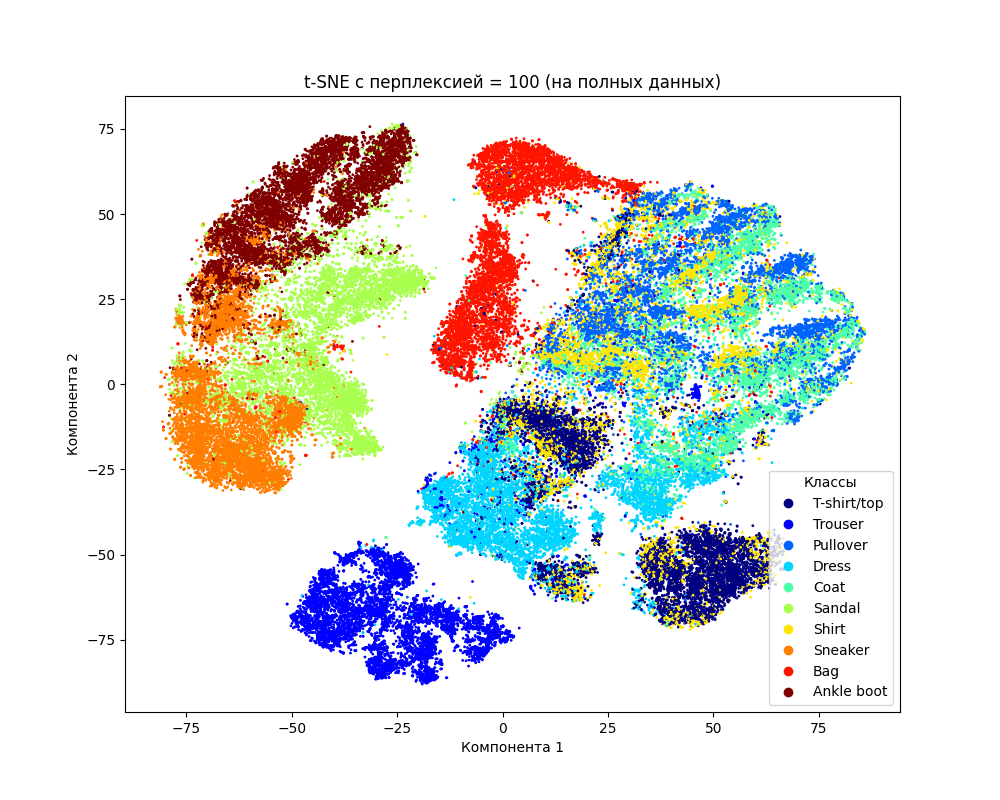 t-SNE с перплексией = 100 (на полных данных)
Компонента 2
75
50
25
0
−25
−50
−75
−75
−50
−25
0
25
50
75
Компонента 1
Классы
T-shirt/top
Trouser
Pullover
Dress
Coat
Sandal
Shirt
Sneaker
Bag
Ankle boot